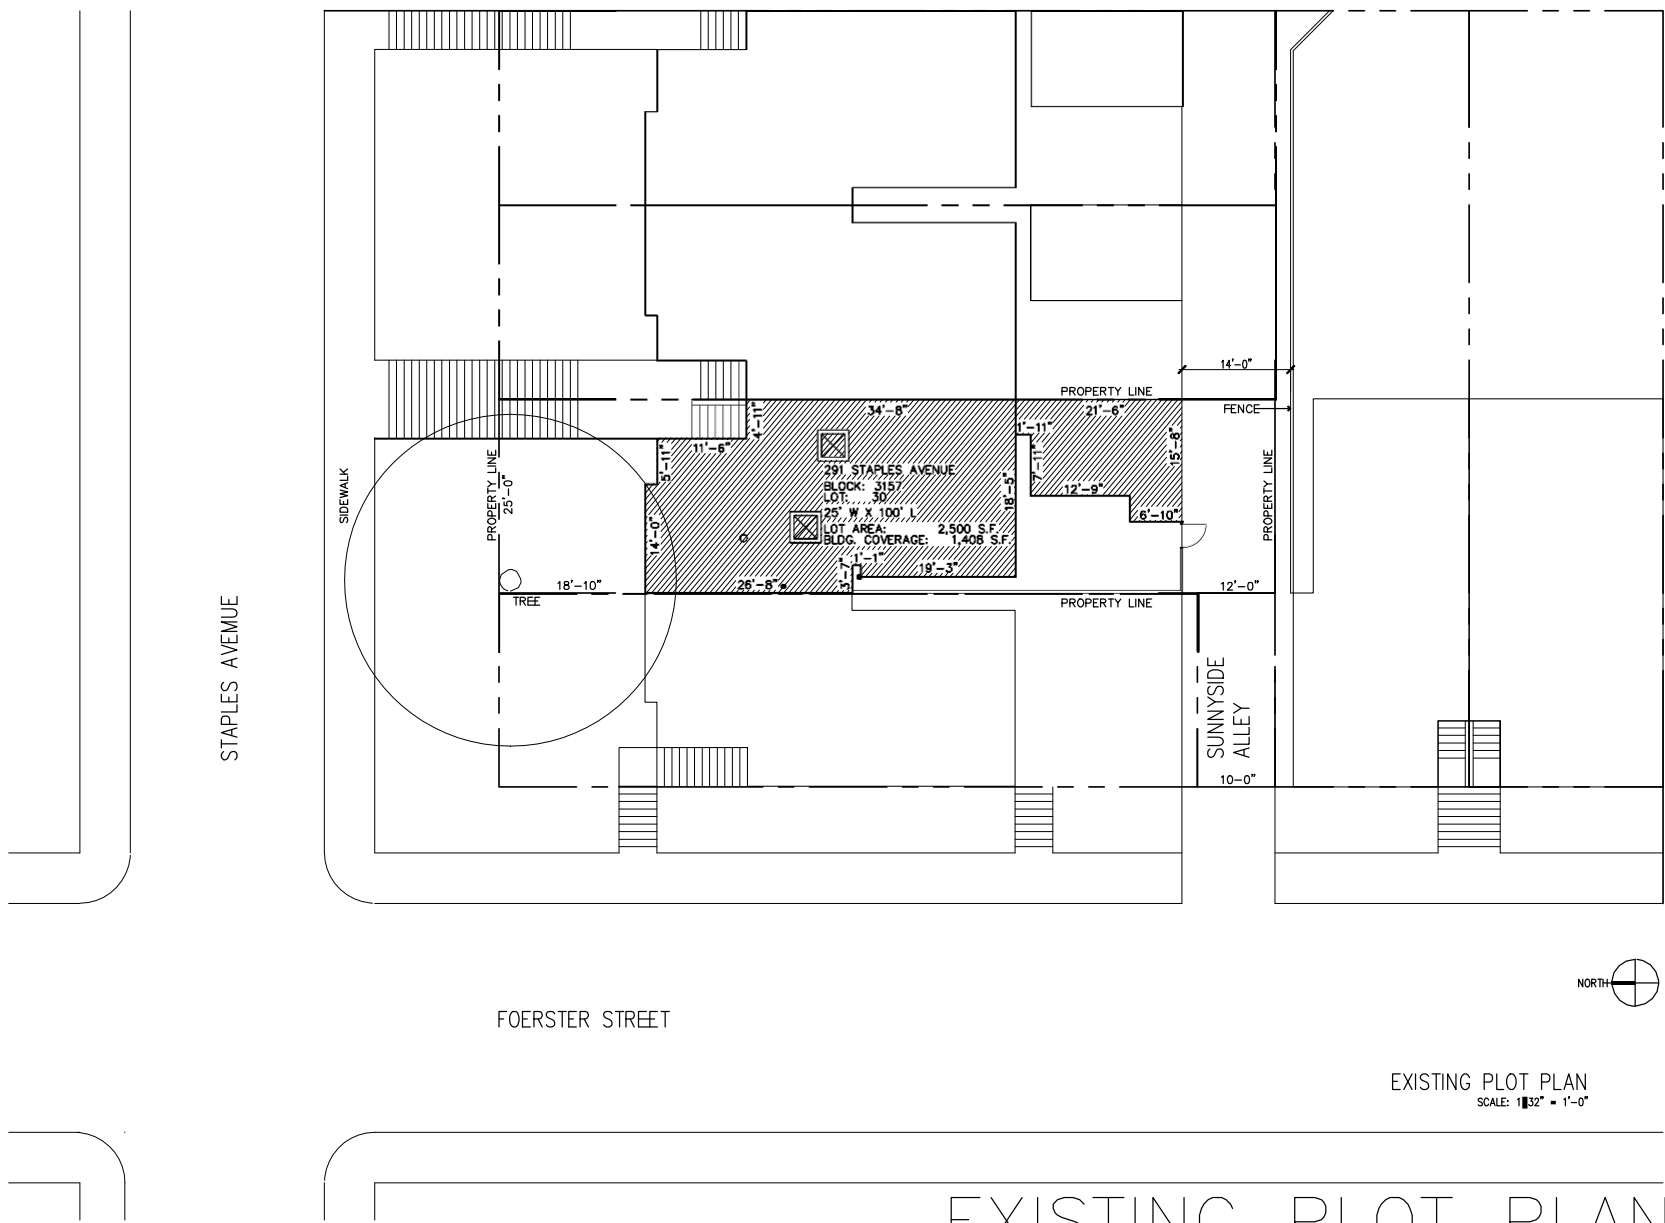 14'-0"
PROPERTY LINE
FENCE
4'-11"
34'-8"
21'-6"
1'-11"
11'-6"
15'-8"
5'-11"
7'-11"
SIDEWALK
PROPERTY LINE
25'-0"
291 STAPLES AVENUE
BLOCK: 3157
LOT: 30
25' W X 100' L
LOT AREA: 2,500 S.F.
BLDG. COVERAGE: 1,408 S.F.
18'-5"
12'-9"
6'-10"
PROPERTY LINE
14'-0"
1'-1"
3'-7"
19'-3"
18'-10"
26'-8"
12'-0"
TREE
PROPERTY LINE
STAPLES AVEMUE
SUNNYSIDE
ALLEY
10-0"
NORTH
FOERSTER STREET
EXISTING PLOT PLAN
SCALE: 1 32" = 1'-0"
EXISTING PLOT PLAN